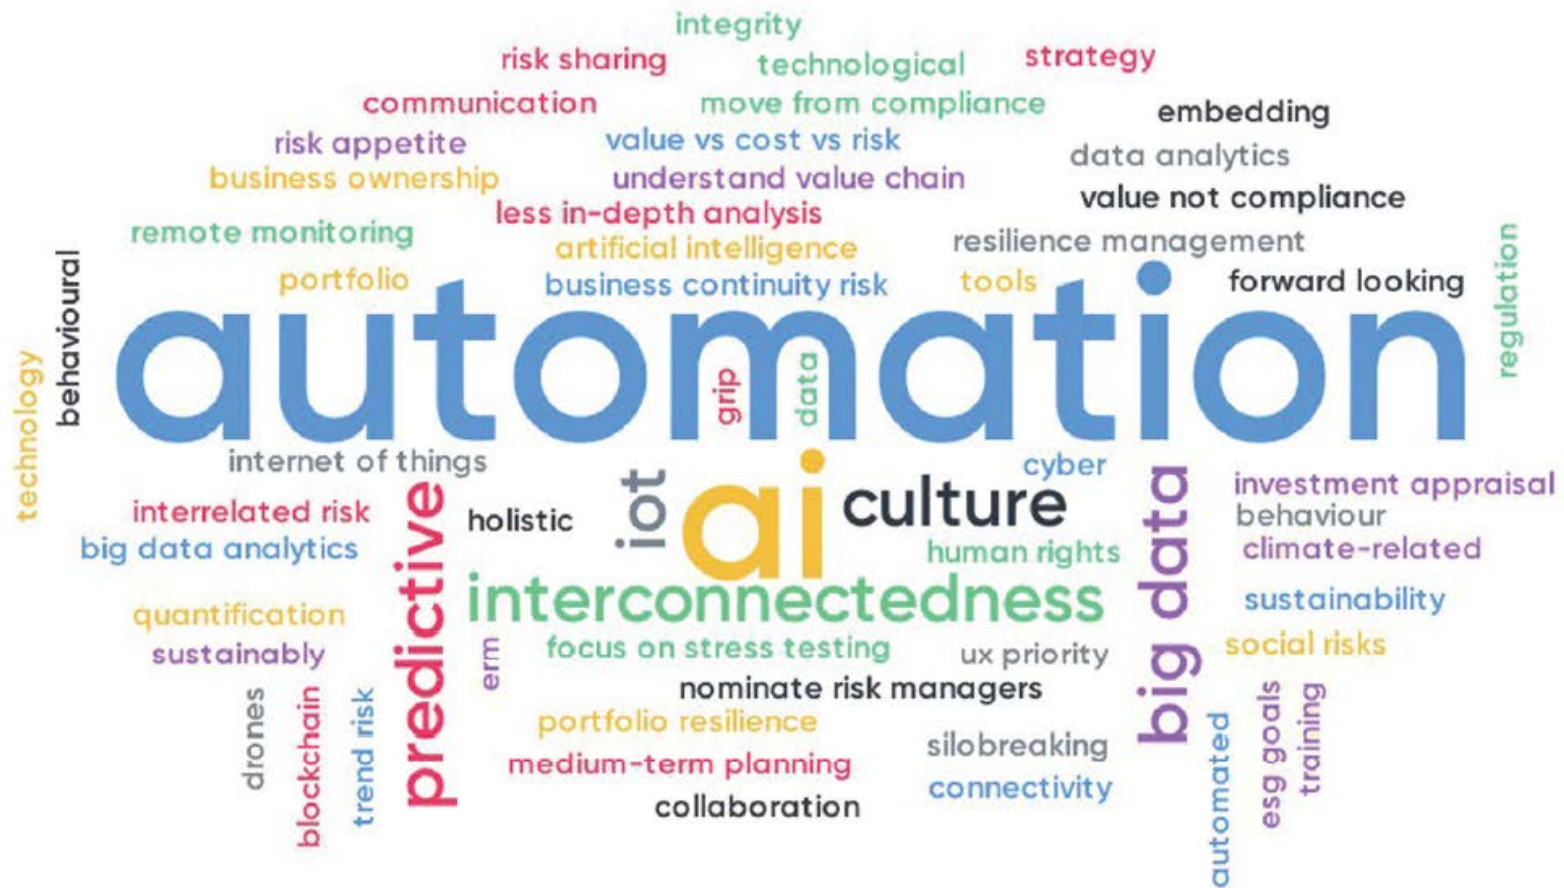 integrity
risk sharing
technological
strategy
communication
move from compliance
embedding
risk appetite
value vs cost vs risk
data analytics
business ownership
understand value chain
value not compliance
less in-depth analysis
remote monitoring
artificial intelligence
resilience management
portfolio
business continuity risk
tools
forward looking
regulation
behavioural
technology
automation
grip
data
internet of things
iot
ai
culture
cyber
big data
investment appraisal
interrelated risk
predictive
holistic
behaviour
big data analytics
human rights
climate-related
interconnectedness
quantification
sustainability
sustainably
erm
focus on stress testing
ux priority
social risks
nominate risk managers
drones
blockchain
trend risk
portfolio resilience
silobreaking
medium-term planning
connectivity
collaboration
automated
esg goals
training